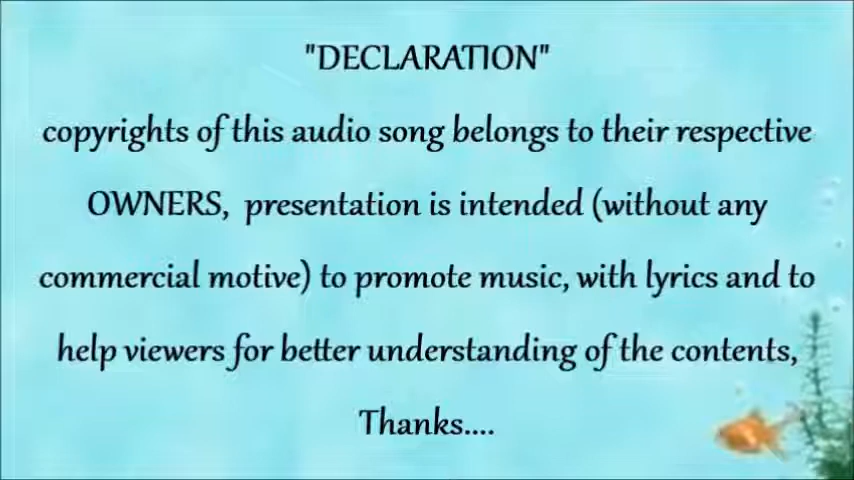 "DECLARATION"
copyrights of this audio song belongs to their respective
OWNERS, presentation is intended (without any
commercial motive) to promote music, with lyrics and to
help viewers for better understanding of the contents,
Thanks....